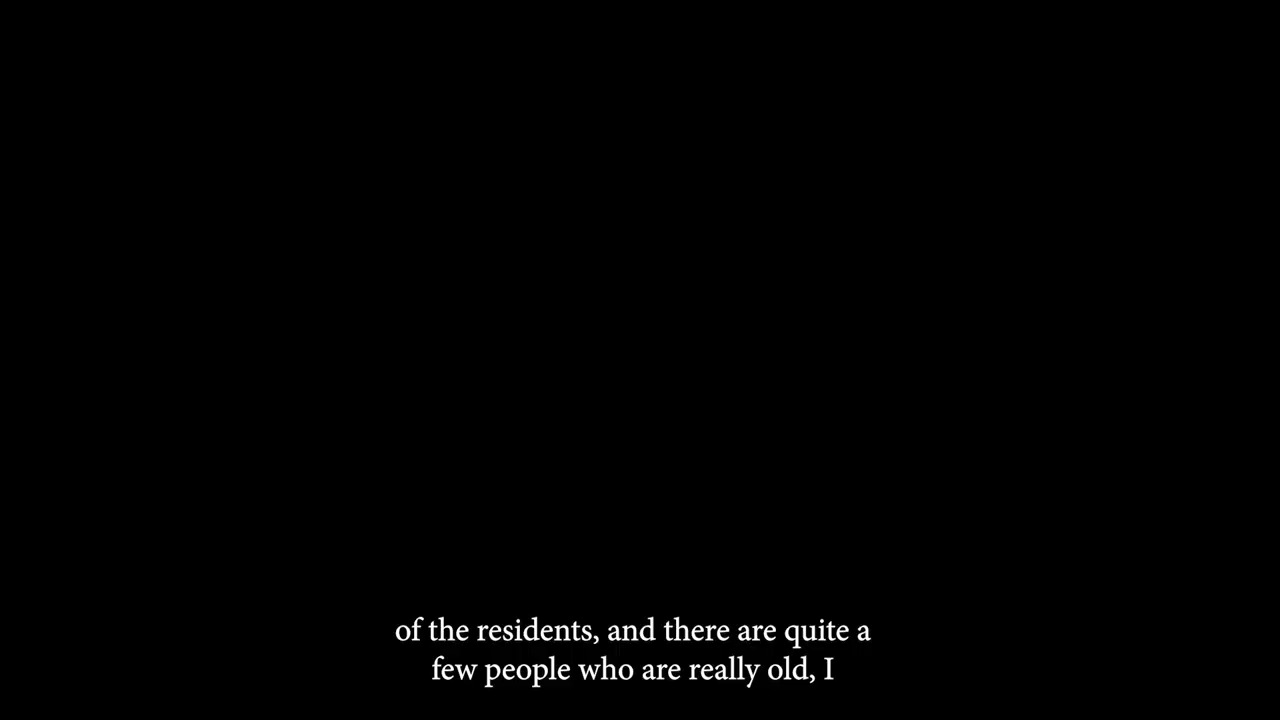 of the residents, and there are quite a
few people who are really old, I